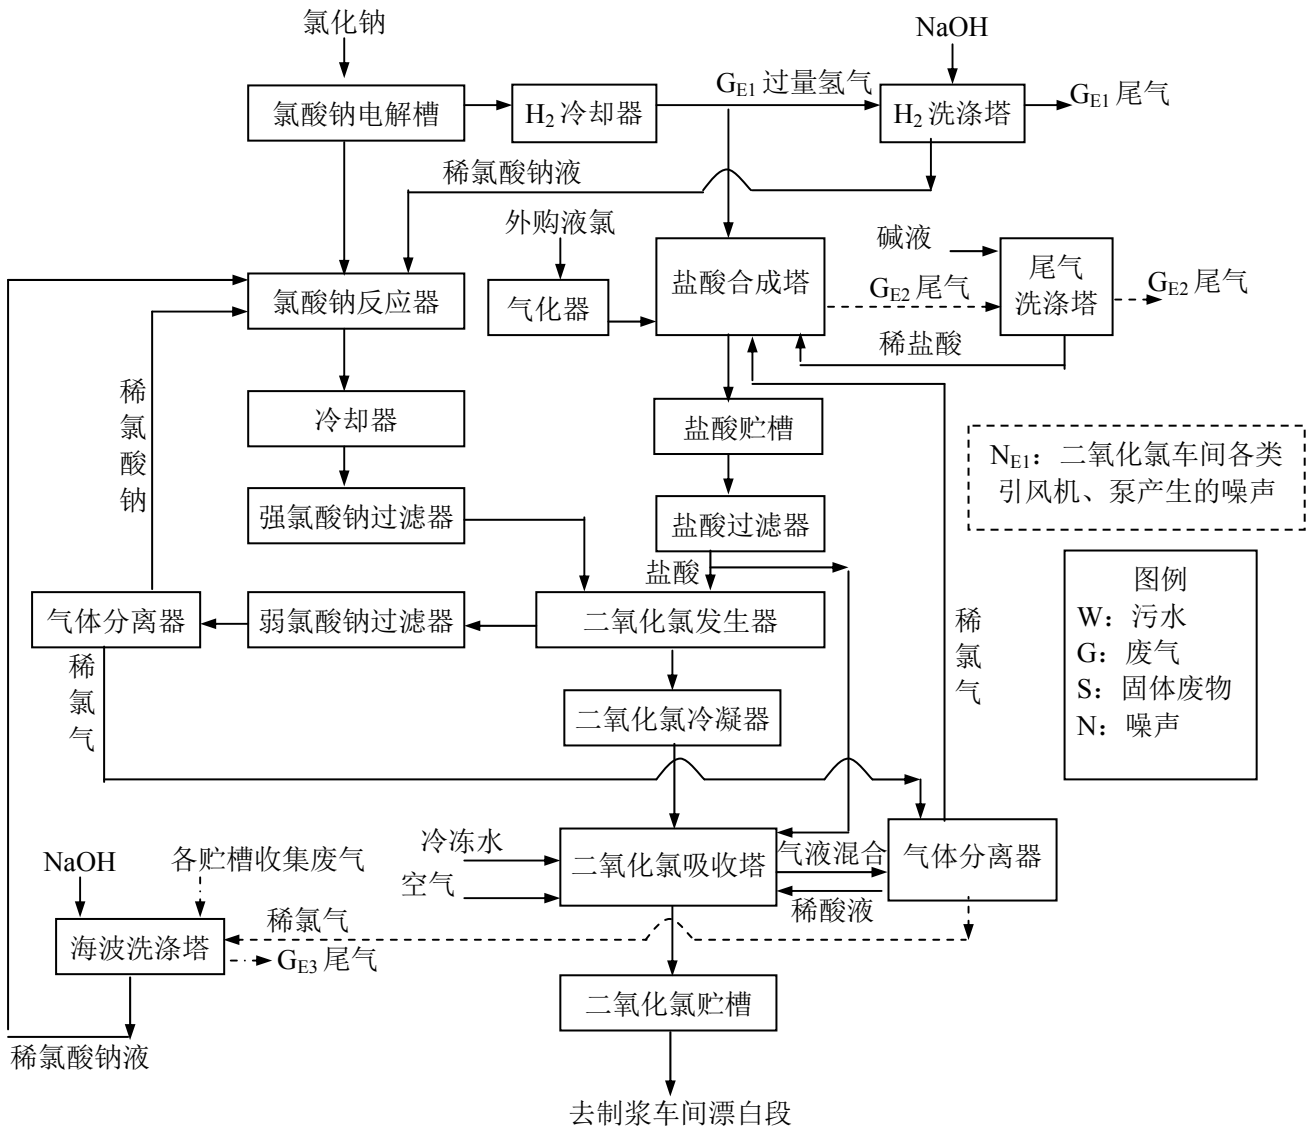 氯化钠
NaOH
GE1 过量氢气
GE1 尾气
氯酸钠电解槽
H2 冷却器
H2 洗涤塔
稀氯酸钠液
外购液氯
碱液
盐酸合成塔
尾气
洗涤塔
GE2 尾气
GE2 尾气
氯酸钠反应器
气化器
稀盐酸
稀氯酸钠
冷却器
盐酸贮槽
NE1：二氧化氯车间各类
引风机、泵产生的噪声
强氯酸钠过滤器
盐酸过滤器
盐酸
图例
W：污水
G：废气
S：固体废物
N：噪声
气体分离器
弱氯酸钠过滤器
二氧化氯发生器
稀氯气
稀氯气
二氧化氯冷凝器
冷冻水
空气
二氧化氯吸收塔
气液混合
稀酸液
气体分离器
NaOH
各贮槽收集废气
稀氯气
海波洗涤塔
GE3 尾气
二氧化氯贮槽
稀氯酸钠液
去制浆车间漂白段